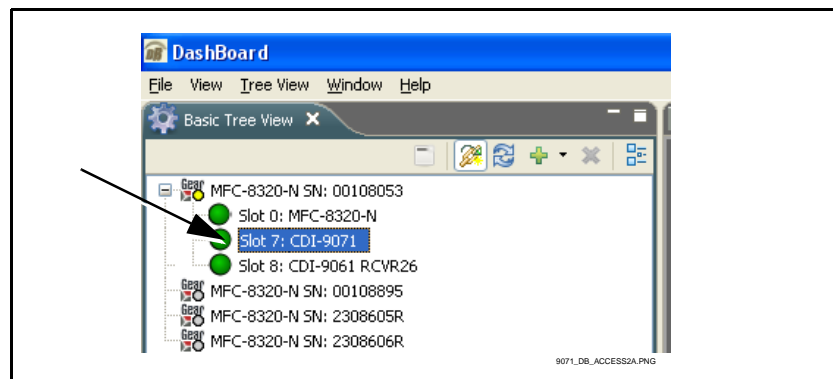 DashBoard
File View Tree View Window Help
Basic Tree View
Gear MFC-8320-N SN: 00108053
Slot 0: MFC-8320-N
Slot 7: CDI-9071
Slot 8: CDI-9061 RCVR26
Gear MFC-8320-N SN: 00108895
Gear MFC-8320-N SN: 2308605R
Gear MFC-8320-N SN: 2308606R
9071_DB_ACCESS2A.PNG